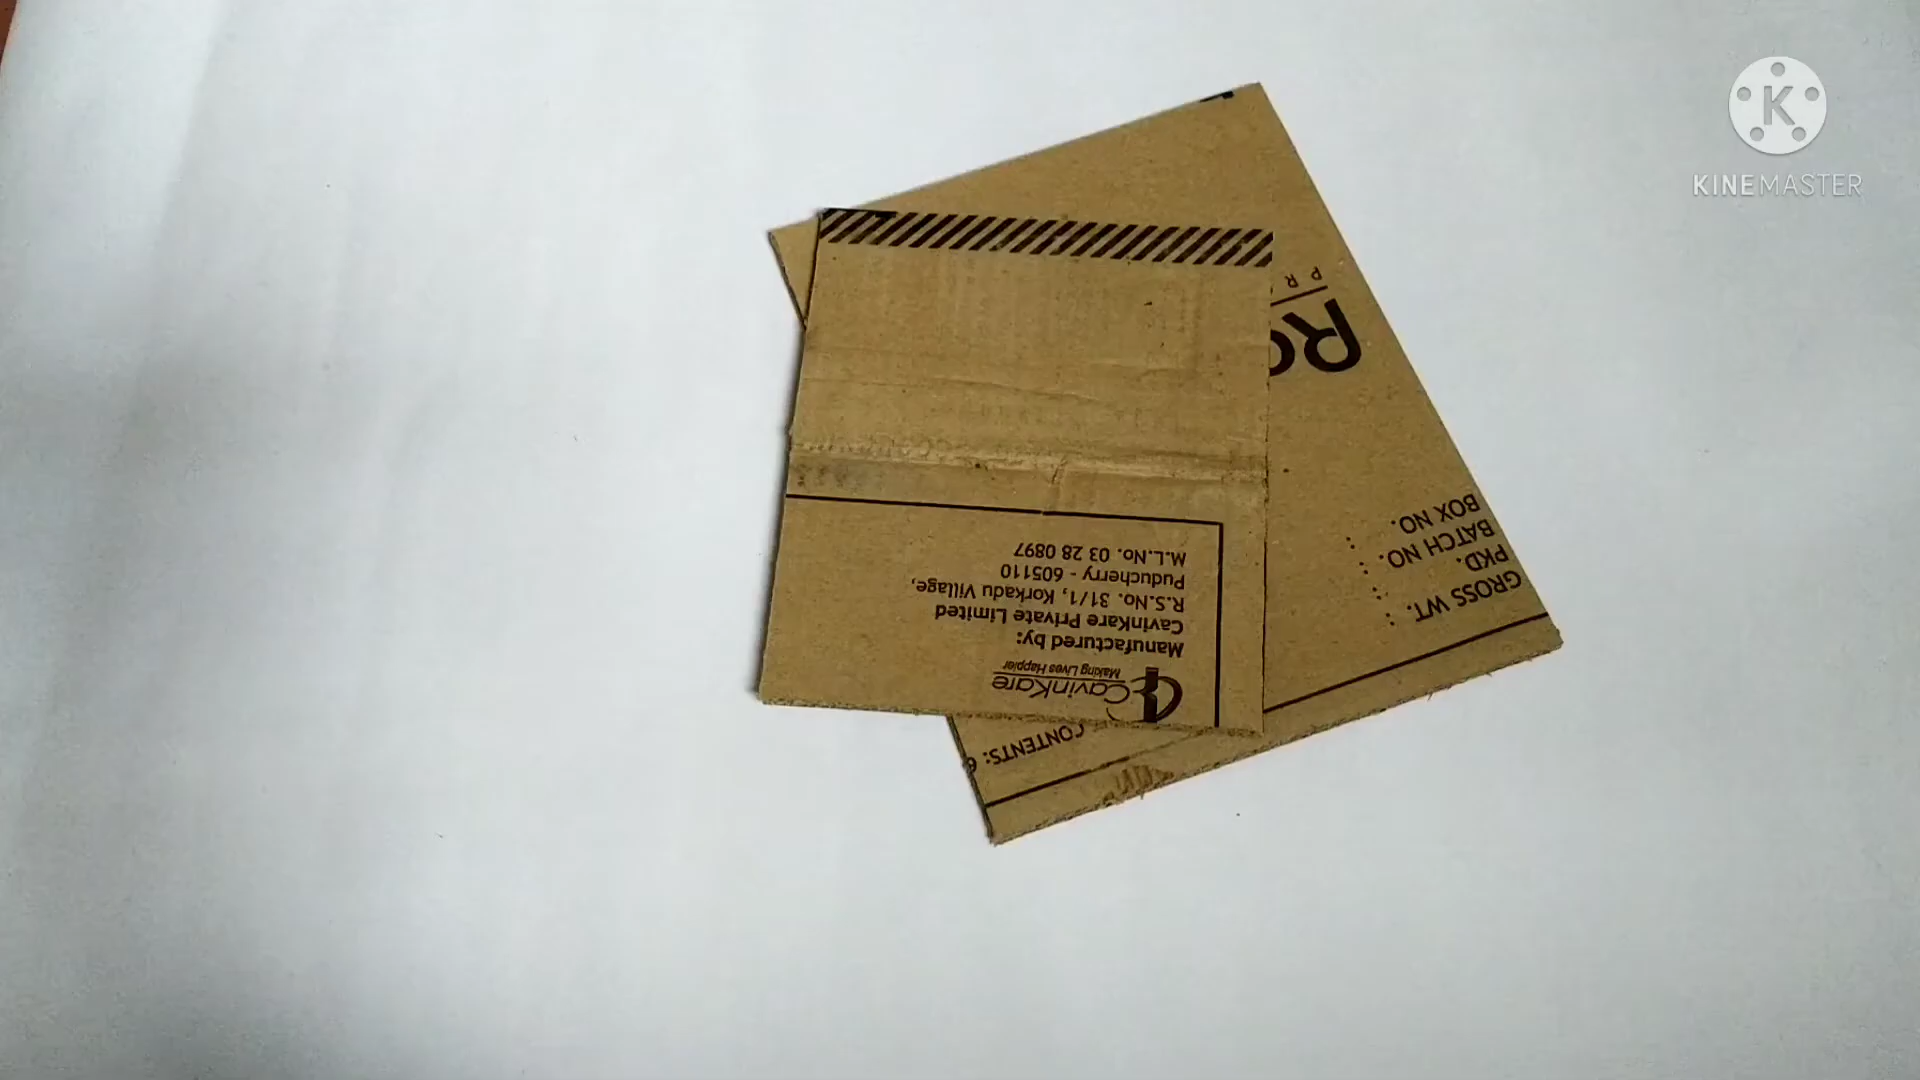 KINEMASTER
CavinKare
Making Lives Happier
Manufactured by:
CavinKare Private Limited
R.S.No. 31/1, Korkadu Village,
Puducherry - 605110
M.L.No. 03 28 0897
CONTENTS: 6
GROSS WT. :
PKD. :
BATCH NO. :
BOX NO. :